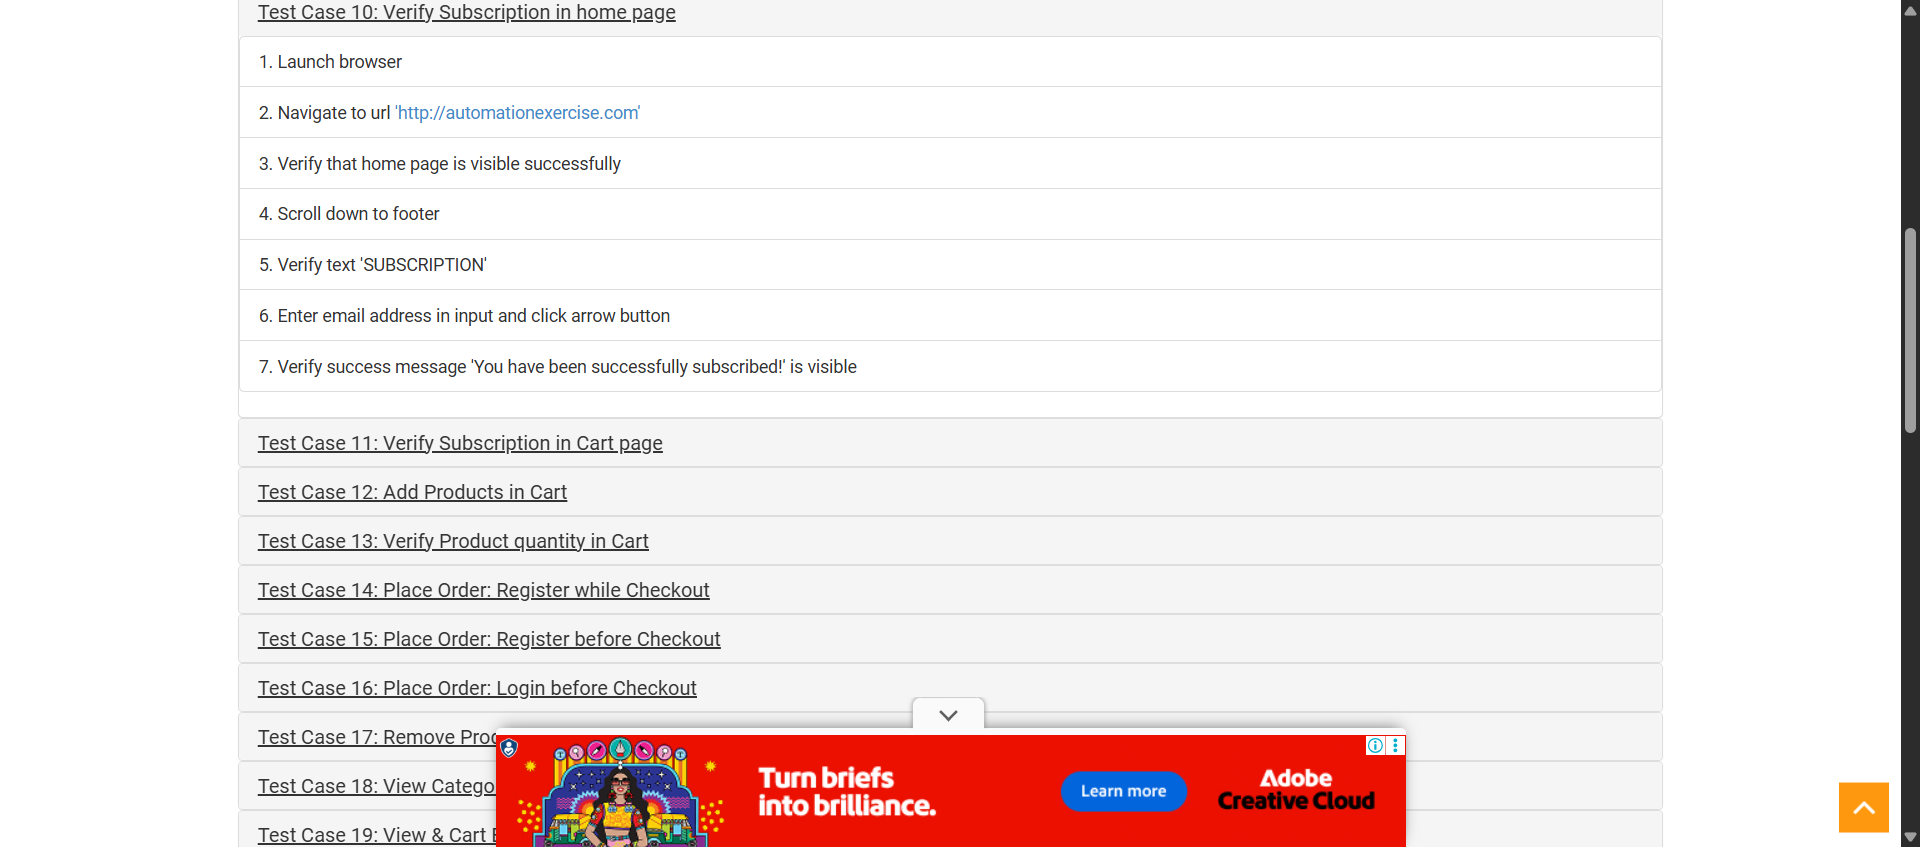 Test Case 10: Verify Subscription in home page
1. Launch browser
2. Navigate to url 'http://automationexercise.com'
3. Verify that home page is visible successfully
4. Scroll down to footer
5. Verify text 'SUBSCRIPTION'
6. Enter email address in input and click arrow button
7. Verify success message 'You have been successfully subscribed!' is visible
Test Case 11: Verify Subscription in Cart page
Test Case 12: Add Products in Cart
Test Case 13: Verify Product quantity in Cart
Test Case 14: Place Order: Register while Checkout
Test Case 15: Place Order: Register before Checkout
Test Case 16: Place Order: Login before Checkout
Test Case 17: Remove
Test Case 18: View
Test Case 19: View & Cart
Turn briefs
into brilliance.
Learn more
Adobe
Creative Cloud